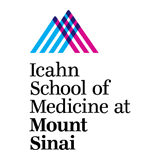 Icahn
School of
Medicine at
Mount
Sinai